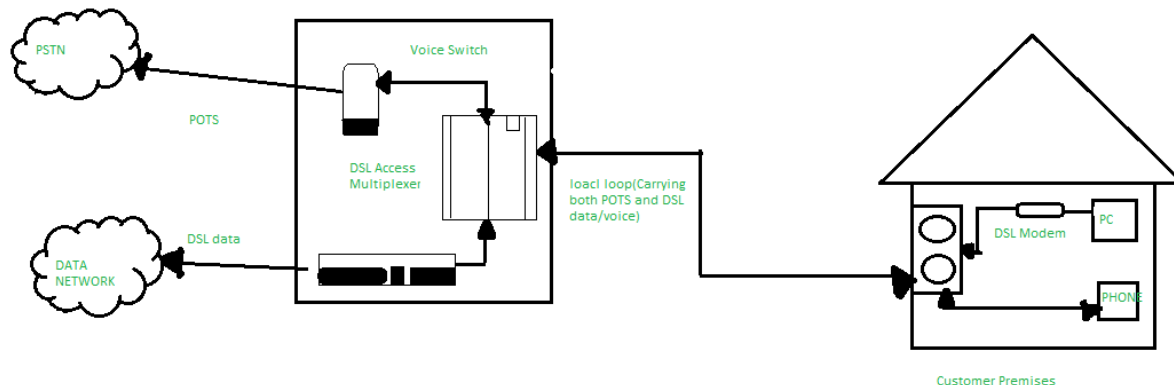 PSTN
Voice Switch
POTS
DSL Access
Multiplexer
loacl loop(Carrying
both POTS and DSL
data/voice)
DSL data
DATA
NETWORK
DSL Modem
PC
PHONE
Customer Premises